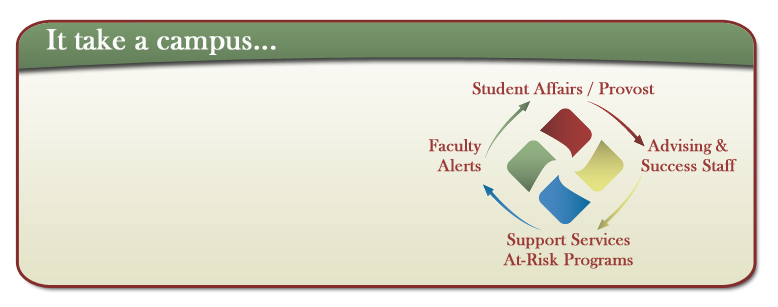 It take a campus...
Student Affairs / Provost
Faculty
Alerts
Advising &
Success Staff
Support Services
At-Risk Programs